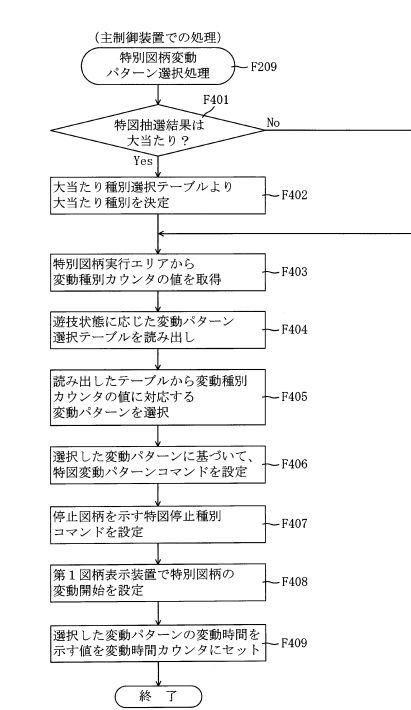 (主制御装置での処理)
特別図柄変動
パターン選択処理
F209
F401
特図抽選結果は
大当たり?
No
Yes
大当たり種別選択テーブルより
大当たり種別を決定
F402
特別図柄実行エリアから
変動種別カウンタの値を取得
F403
遊技状態に応じた変動パターン
選択テーブルを読み出し
F404
読み出したテーブルから変動種別
カウンタの値に対応する
変動パターンを選択
F405
選択した変動パターンに基づいて、
特図変動パターンコマンドを設定
F406
停止図柄を示す特図停止種別
コマンドを設定
F407
第1図柄表示装置で特別図柄の
変動開始を設定
F408
選択した変動パターンの変動時間を
示す値を変動時間カウンタにセット
F409
終 了